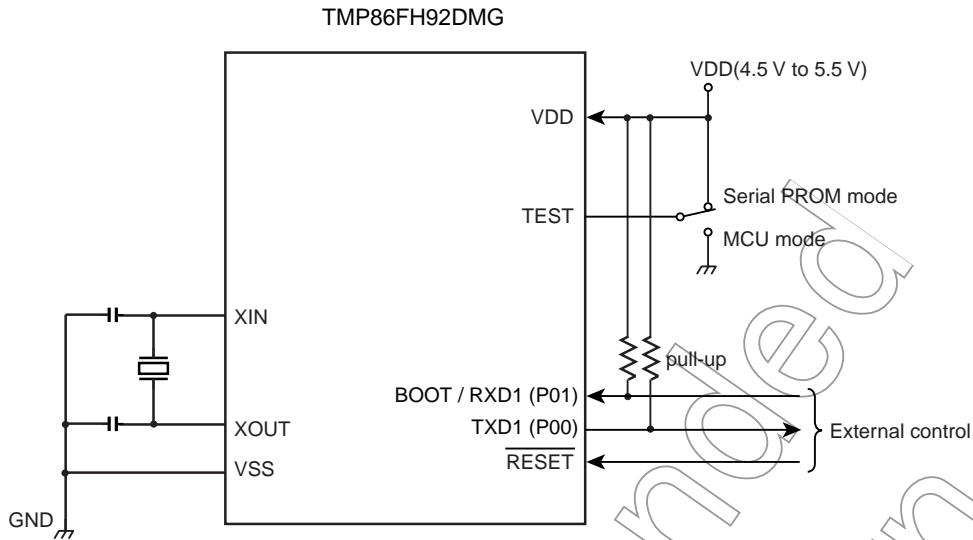 TMP86FH92DMG
VDD(4.5 V to 5.5 V)
VDD
Serial PROM mode
TEST
MCU mode
XIN
pull-up
BOOT / RXD1 (P01)
TXD1 (P00)
External control
XOUT
RESET
VSS
GND